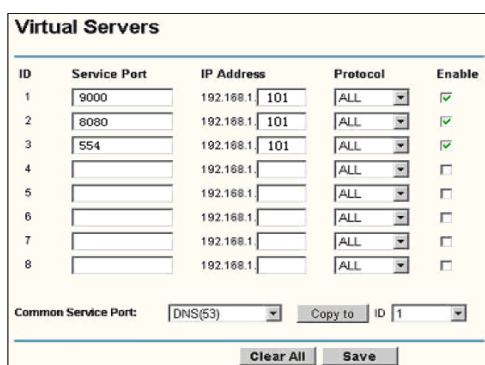 Virtual Servers
ID Service Port IP Address Protocol Enable
1 9000 192.168.1. 101 ALL
2 8080 192.168.1. 101 ALL
3 554 192.168.1. 101 ALL
4 192.168.1. ALL
5 192.168.1. ALL
6 192.168.1. ALL
7 192.168.1. ALL
8 192.168.1. ALL
Common Service Port: DNS(53) Copy to ID 1
Clear All Save